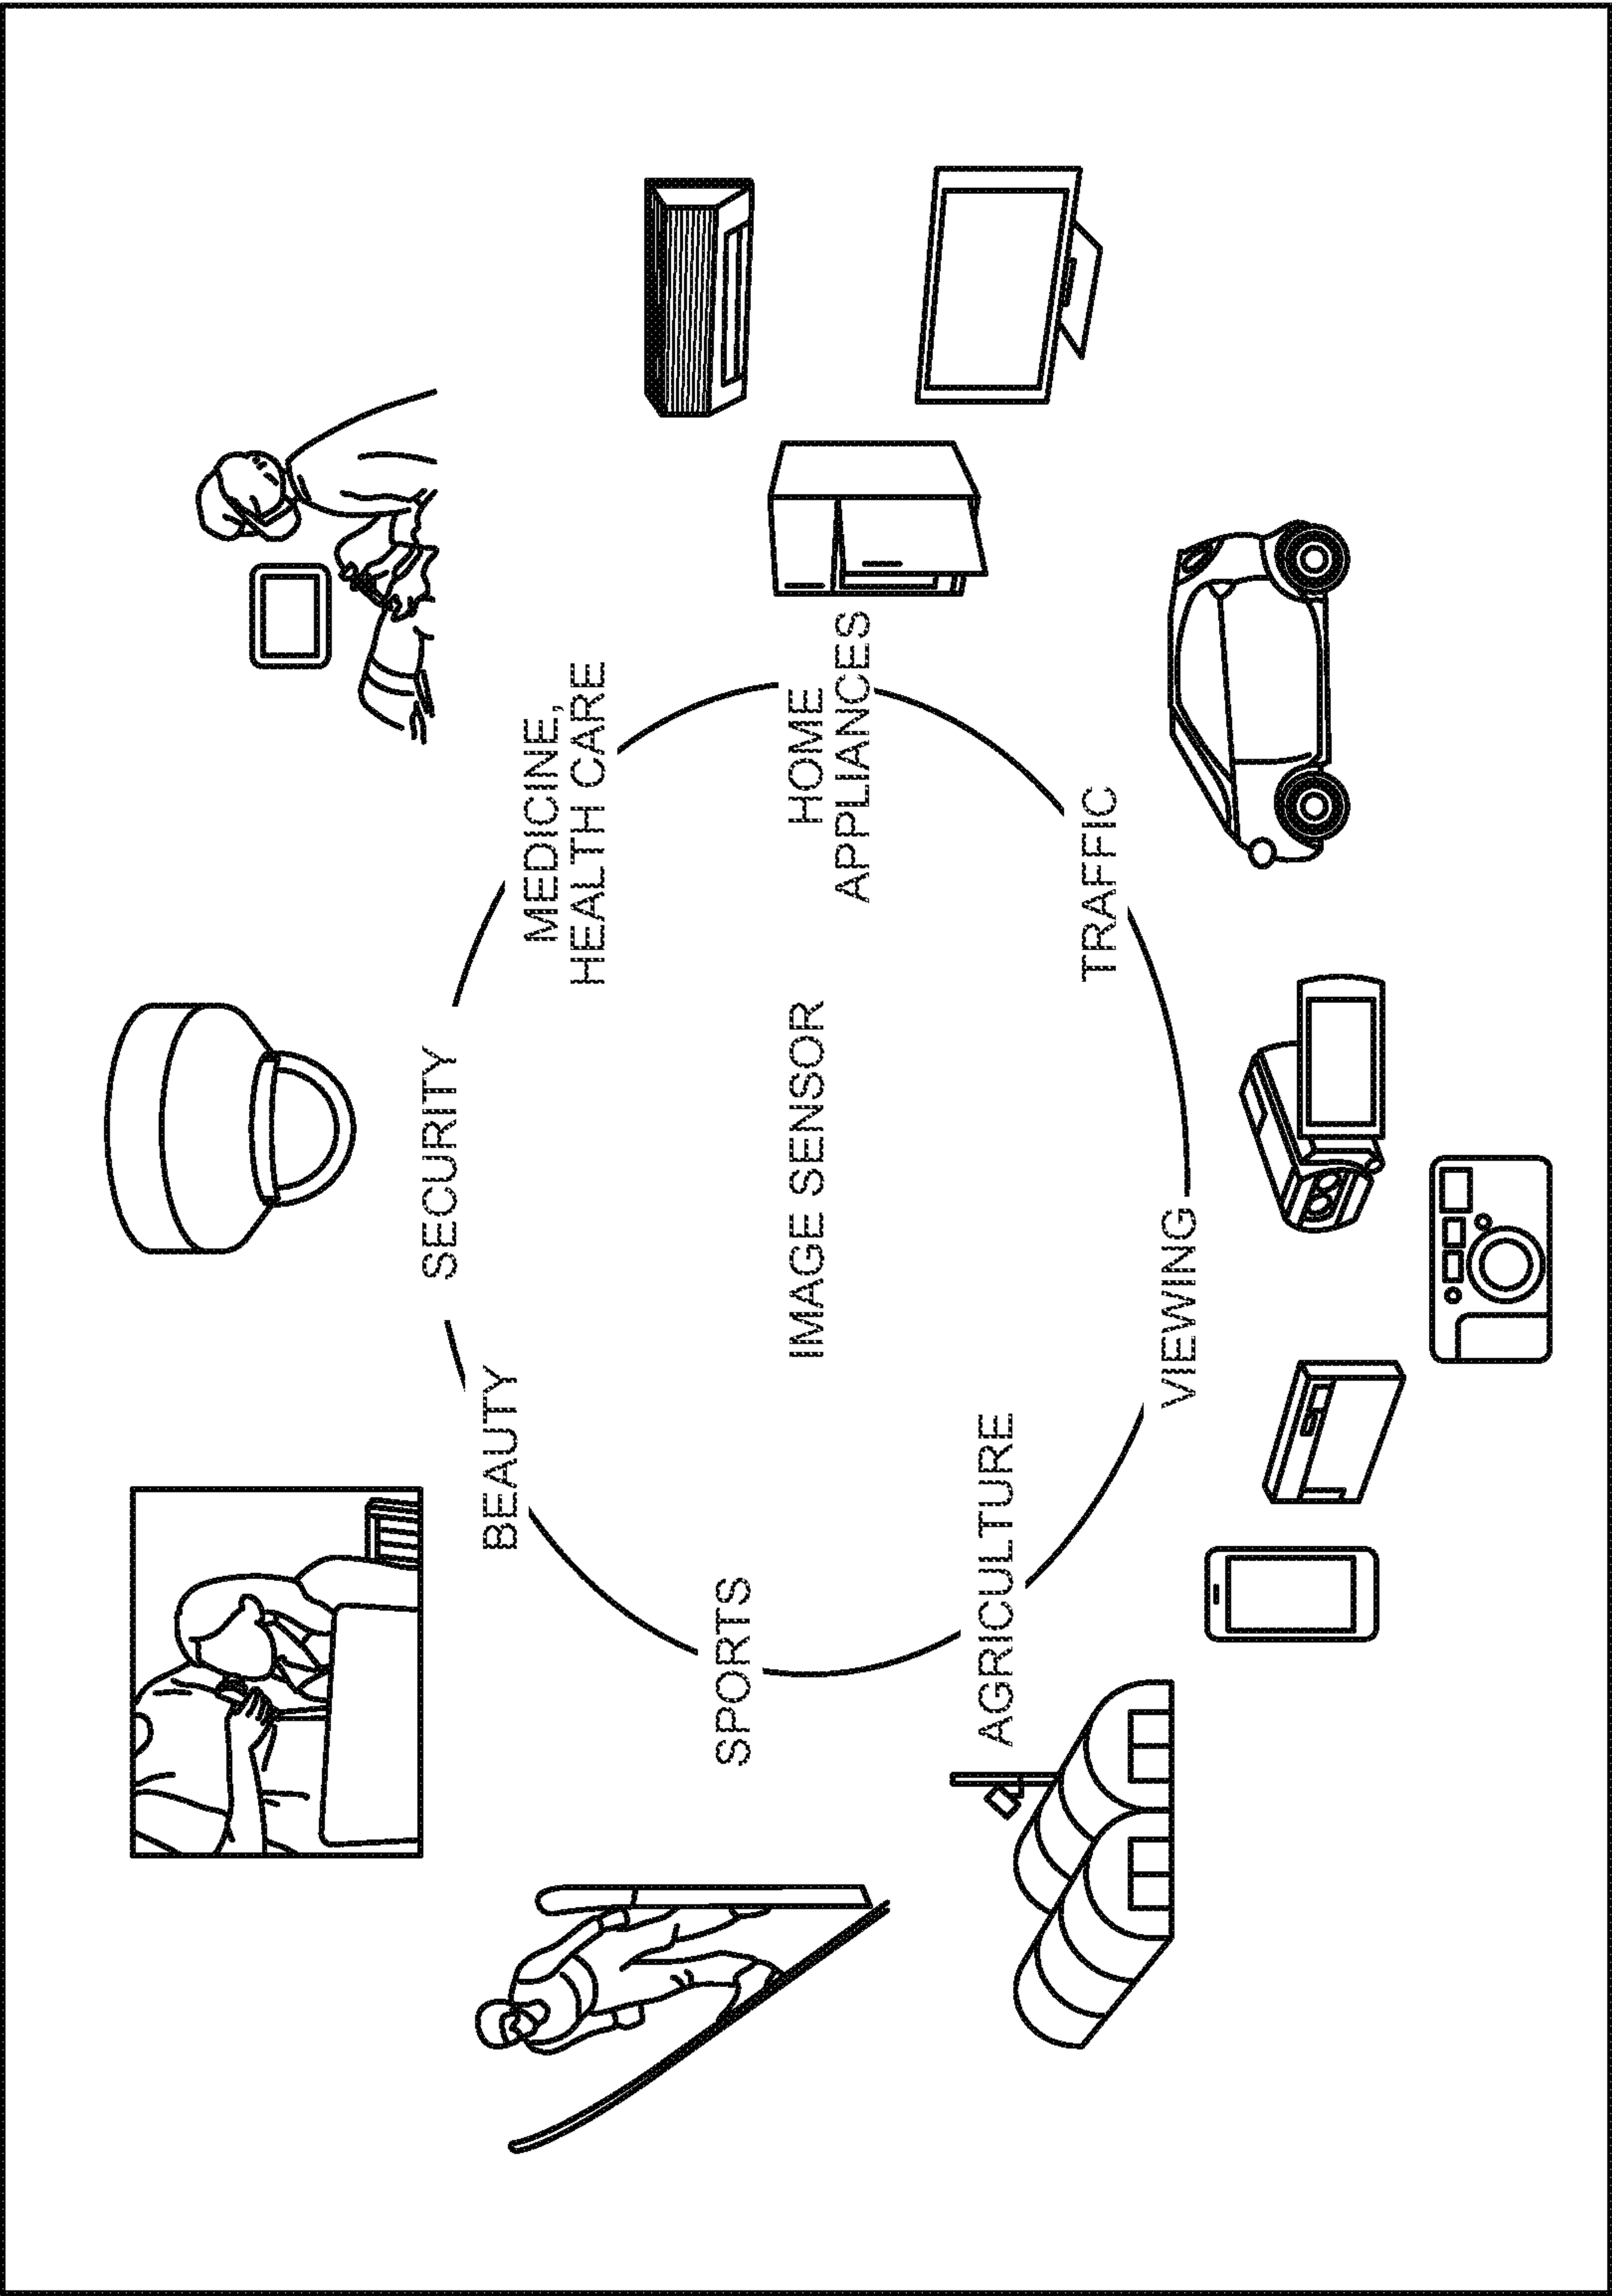 SECURITY
BEAUTY
MEDICINE,
HEALTH CARE
SPORTS
IMAGE SENSOR
HOME
APPLIANCES
AGRICULTURE
TRAFFIC
VIEWING